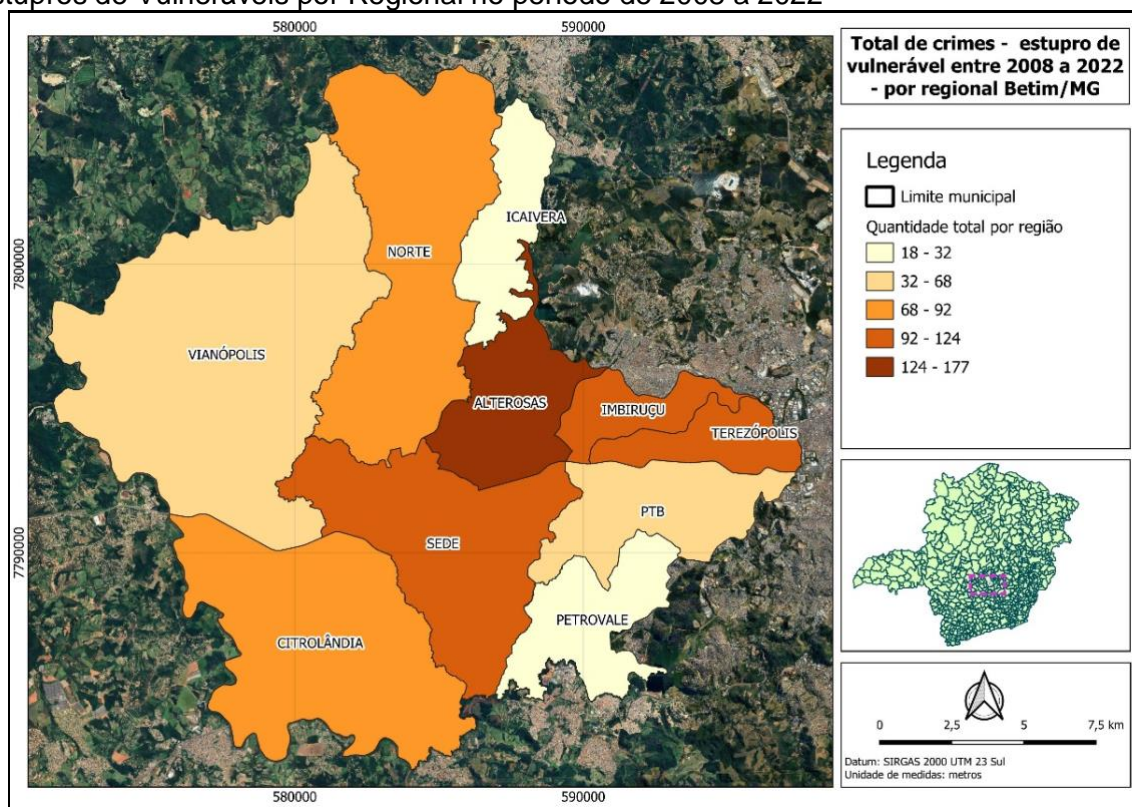 stupros de Vulneráveis por Regional no período de 2008 a 2022
580000
590000
Total de crimes - estupro de
vulnerável entre 2008 a 2022
- por regional Betim/MG
Legenda
Limite municipal
Quantidade total por região
18 - 32
32 - 68
68 - 92
92 - 124
124 - 177
ICAIVERA
NORTE
7800000
7800000
VIANÓPOLIS
ALTEROSAS
IMBIRUÇU
TEREZÓPOLIS
PTB
SEDE
7790000
7790000
PETROVALE
CITROLÂNDIA
0
2,5
5
7,5 km
Datum: SIRGAS 2000 UTM 23 Sul
Unidade de medidas: metros
580000
590000